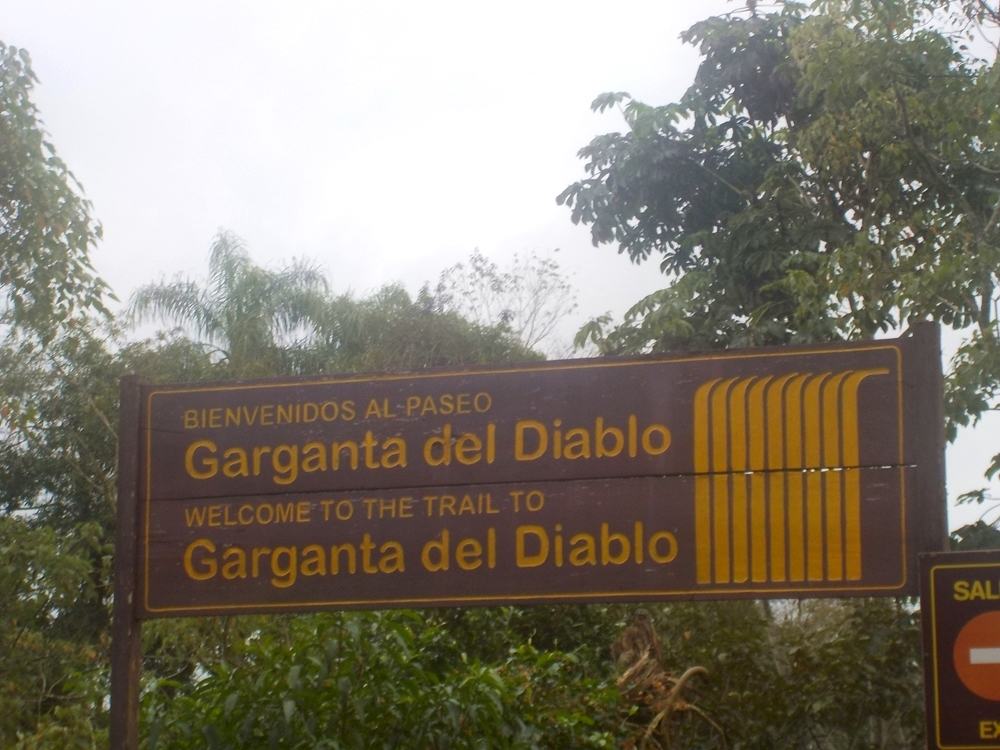 BIENVENIDOS AL PASEO
Garganta del Diablo
WELCOME TO THE TRAIL TO
Garganta del Diablo